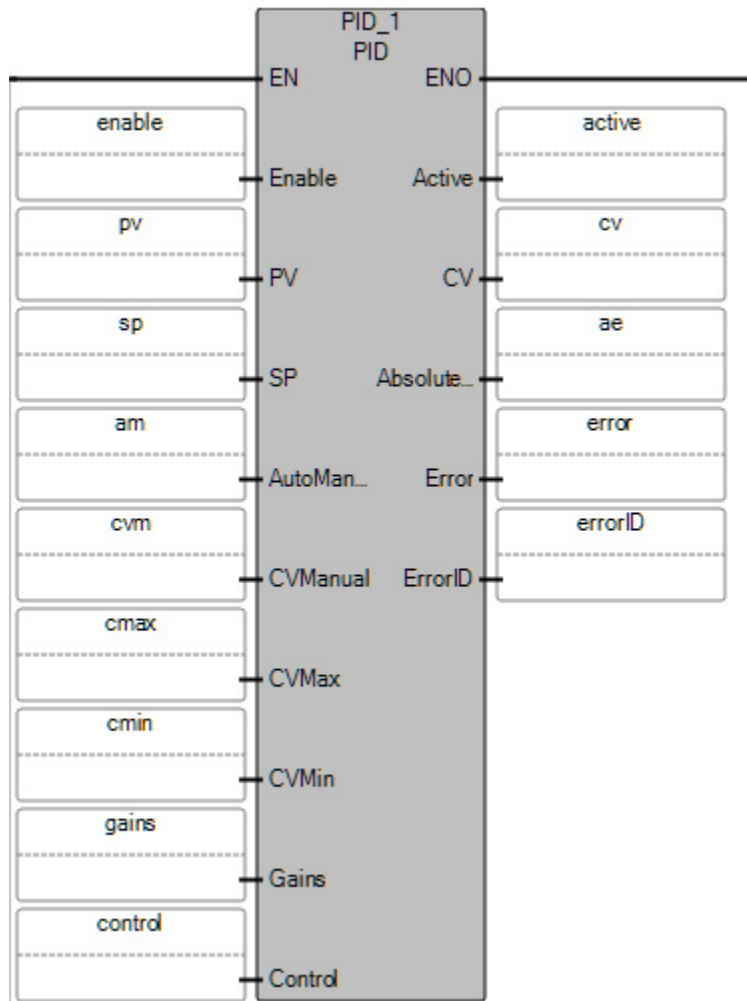 PID_1
PID
EN ENO
enable active
Enable Active
pv cv
PV CV
sp ae
SP Absolute...
am error
AutoMan... Error
cvm errorID
CVManual ErrorID
cmax
CVMax
cmin
CVMin
gains
Gains
control
Control